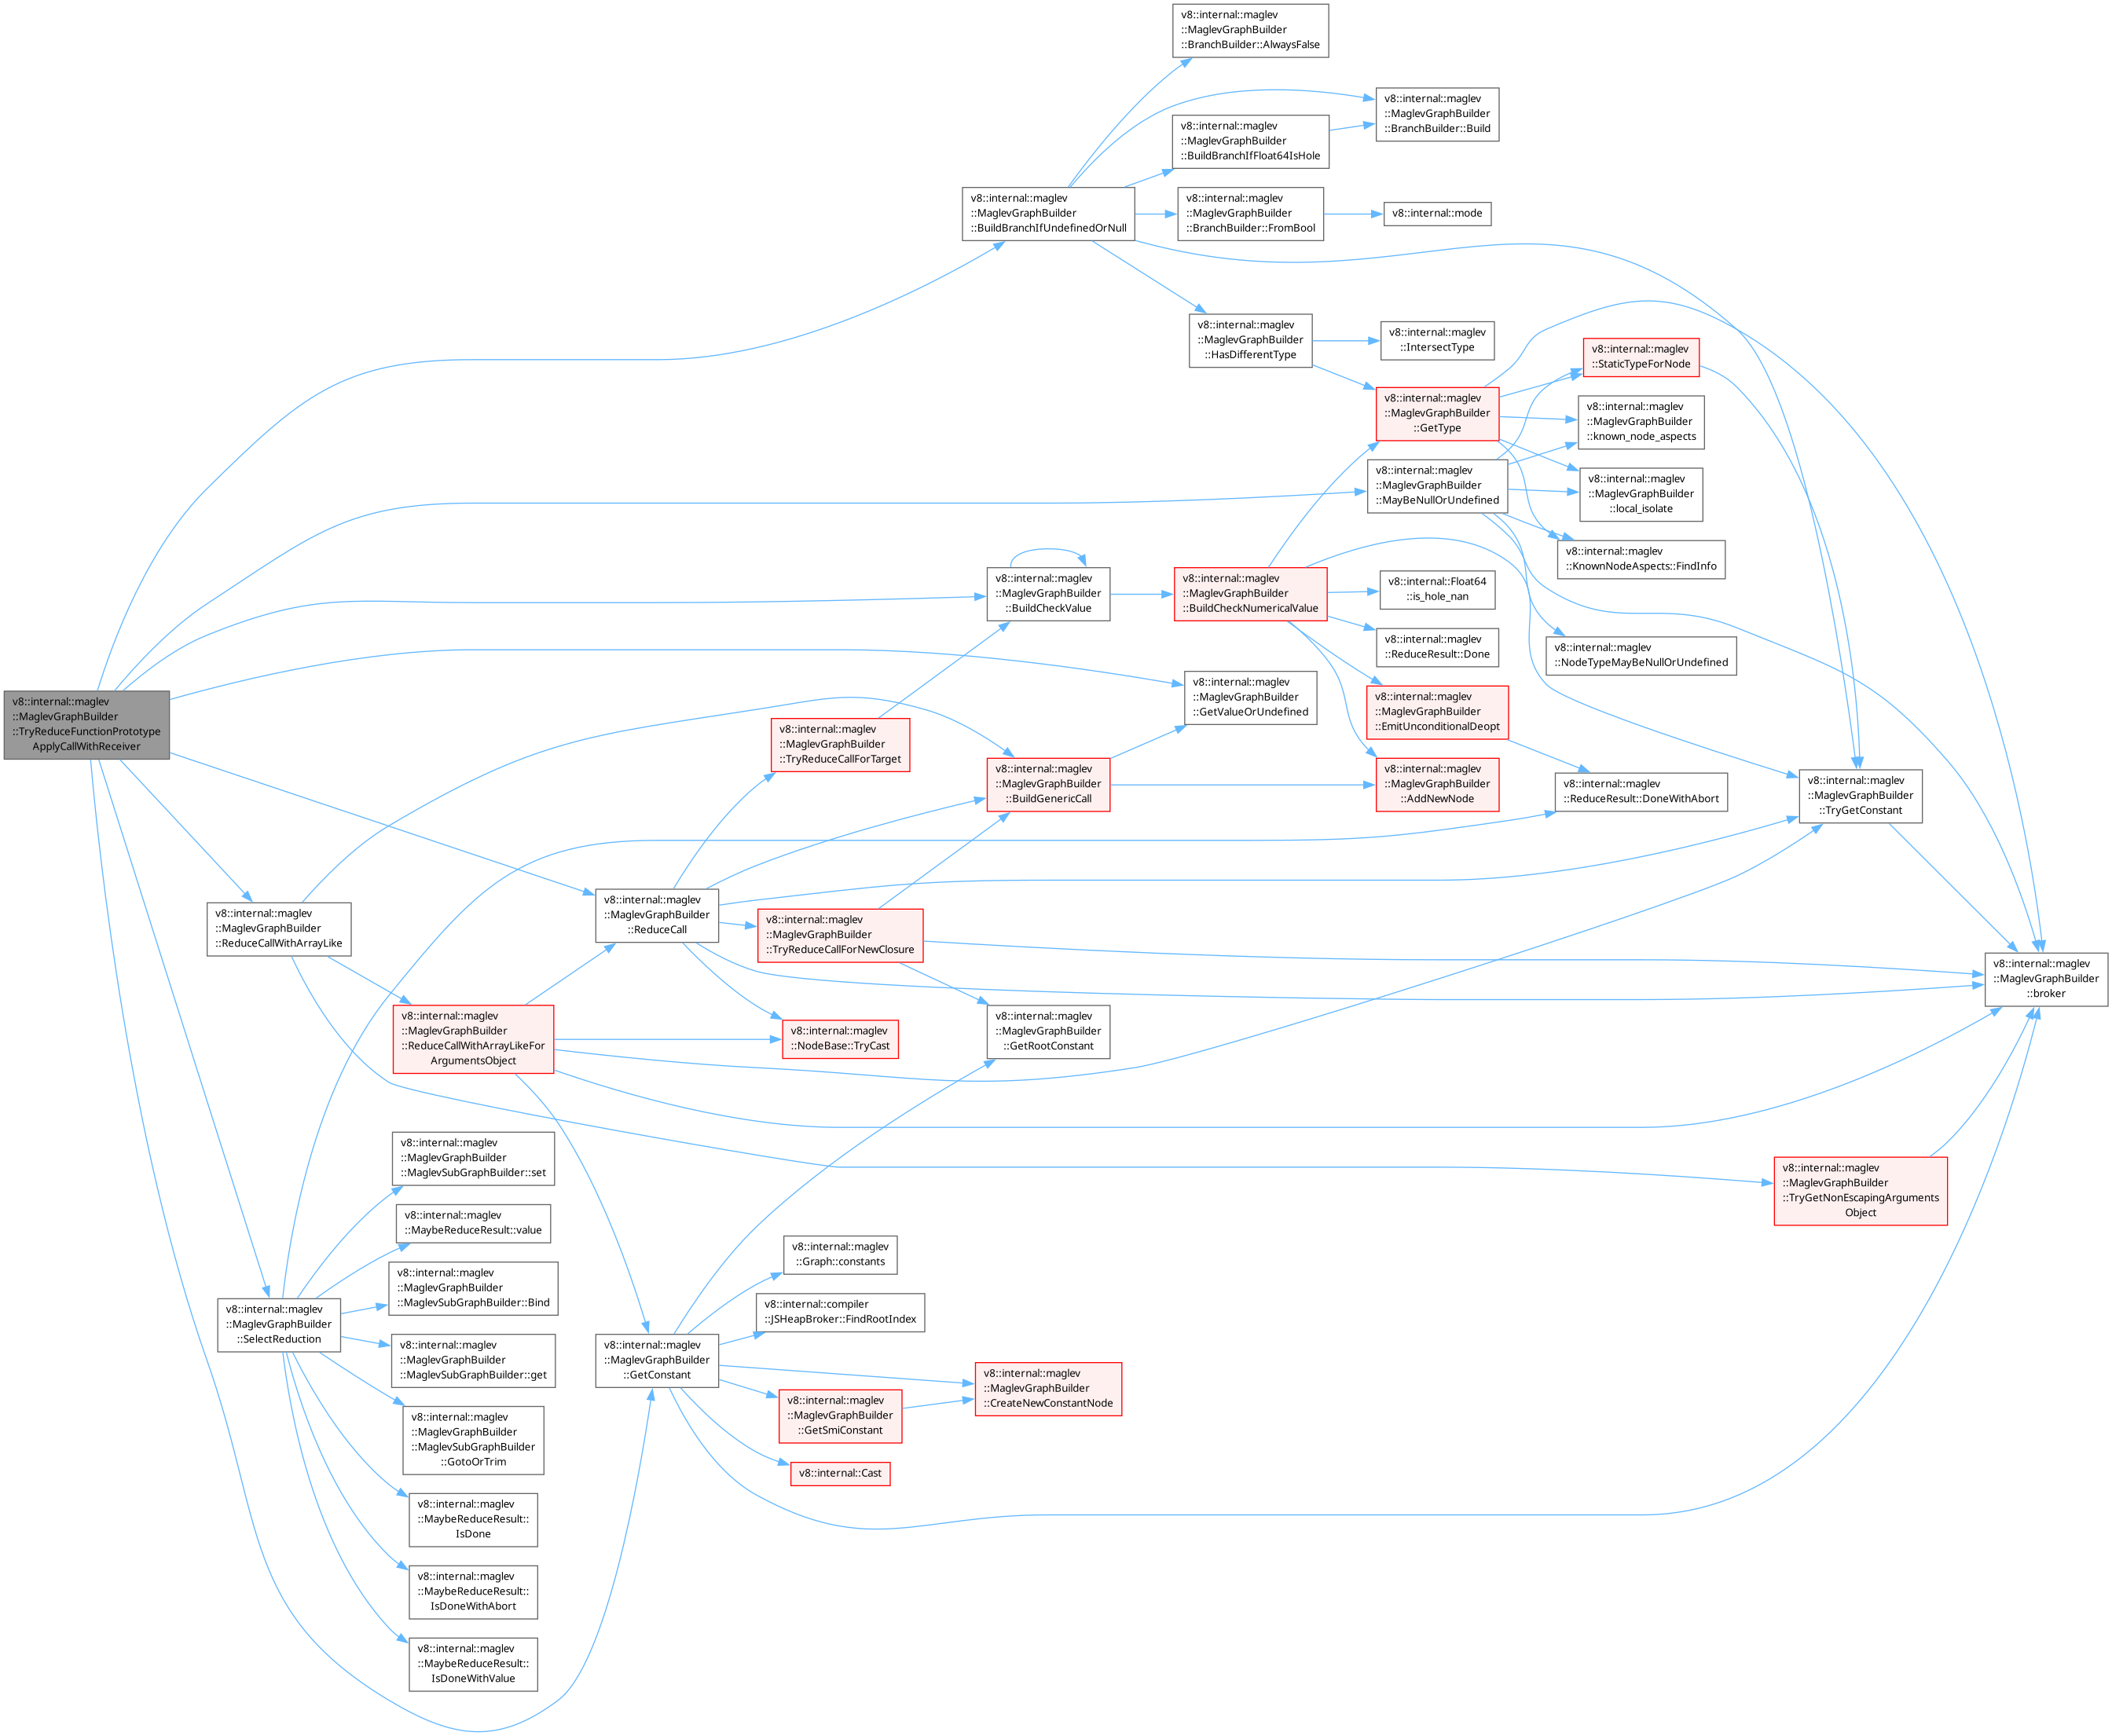 v8::internal::maglev
::MaglevGraphBuilder
::TryReduceFunctionPrototype
ApplyCallWithReceiver
v8::internal::maglev
::MaglevGraphBuilder
::ReduceCallWithArrayLike
v8::internal::maglev
::MaglevGraphBuilder
::SelectReduction
v8::internal::maglev
::MaglevGraphBuilder
::ReduceCallWithArrayLikeFor
ArgumentsObject
v8::internal::maglev
::MaglevGraphBuilder
::MaglevSubGraphBuilder::set
v8::internal::maglev
::MaybeReduceResult::value
v8::internal::maglev
::MaglevGraphBuilder
::MaglevSubGraphBuilder::Bind
v8::internal::maglev
::MaglevGraphBuilder
::MaglevSubGraphBuilder::get
v8::internal::maglev
::MaglevGraphBuilder
::MaglevSubGraphBuilder
::GotoOrTrim
v8::internal::maglev
::MaybeReduceResult::
IsDone
v8::internal::maglev
::MaybeReduceResult::
IsDoneWithAbort
v8::internal::maglev
::MaybeReduceResult::
IsDoneWithValue
v8::internal::maglev
::MaglevGraphBuilder
::ReduceCall
v8::internal::maglev
::MaglevGraphBuilder
::GetConstant
v8::internal::maglev
::MaglevGraphBuilder
::TryReduceCallForTarget
v8::internal::maglev
::MaglevGraphBuilder
::TryReduceCallForNewClosure
v8::internal::maglev
::NodeBase::TryCast
v8::internal::maglev
::Graph::constants
v8::internal::compiler
::JSHeapBroker::FindRootIndex
v8::internal::maglev
::MaglevGraphBuilder
::GetSmiConstant
v8::internal::Cast
v8::internal::maglev
::MaglevGraphBuilder
::BuildBranchIfUndefinedOrNull
v8::internal::maglev
::MaglevGraphBuilder
::BuildCheckValue
v8::internal::maglev
::MaglevGraphBuilder
::BuildGenericCall
v8::internal::maglev
::MaglevGraphBuilder
::GetRootConstant
v8::internal::maglev
::MaglevGraphBuilder
::CreateNewConstantNode
v8::internal::maglev
::MaglevGraphBuilder
::BranchBuilder::AlwaysFalse
v8::internal::maglev
::MaglevGraphBuilder
::BuildBranchIfFloat64IsHole
v8::internal::maglev
::MaglevGraphBuilder
::BranchBuilder::FromBool
v8::internal::maglev
::MaglevGraphBuilder
::HasDifferentType
v8::internal::maglev
::MaglevGraphBuilder
::BuildCheckNumericalValue
v8::internal::maglev
::MaglevGraphBuilder
::GetValueOrUndefined
v8::internal::maglev
::MaglevGraphBuilder
::BranchBuilder::Build
v8::internal::mode
v8::internal::maglev
::IntersectType
v8::internal::maglev
::MaglevGraphBuilder
::GetType
v8::internal::maglev
::MaglevGraphBuilder
::MayBeNullOrUndefined
v8::internal::Float64
::is_hole_nan
v8::internal::maglev
::ReduceResult::Done
v8::internal::maglev
::MaglevGraphBuilder
::EmitUnconditionalDeopt
v8::internal::maglev
::MaglevGraphBuilder
::AddNewNode
v8::internal::maglev
::StaticTypeForNode
v8::internal::maglev
::MaglevGraphBuilder
::known_node_aspects
v8::internal::maglev
::MaglevGraphBuilder
::local_isolate
v8::internal::maglev
::KnownNodeAspects::FindInfo
v8::internal::maglev
::NodeTypeMayBeNullOrUndefined
v8::internal::maglev
::ReduceResult::DoneWithAbort
v8::internal::maglev
::MaglevGraphBuilder
::TryGetConstant
v8::internal::maglev
::MaglevGraphBuilder
::TryGetNonEscapingArguments
Object
v8::internal::maglev
::MaglevGraphBuilder
::broker